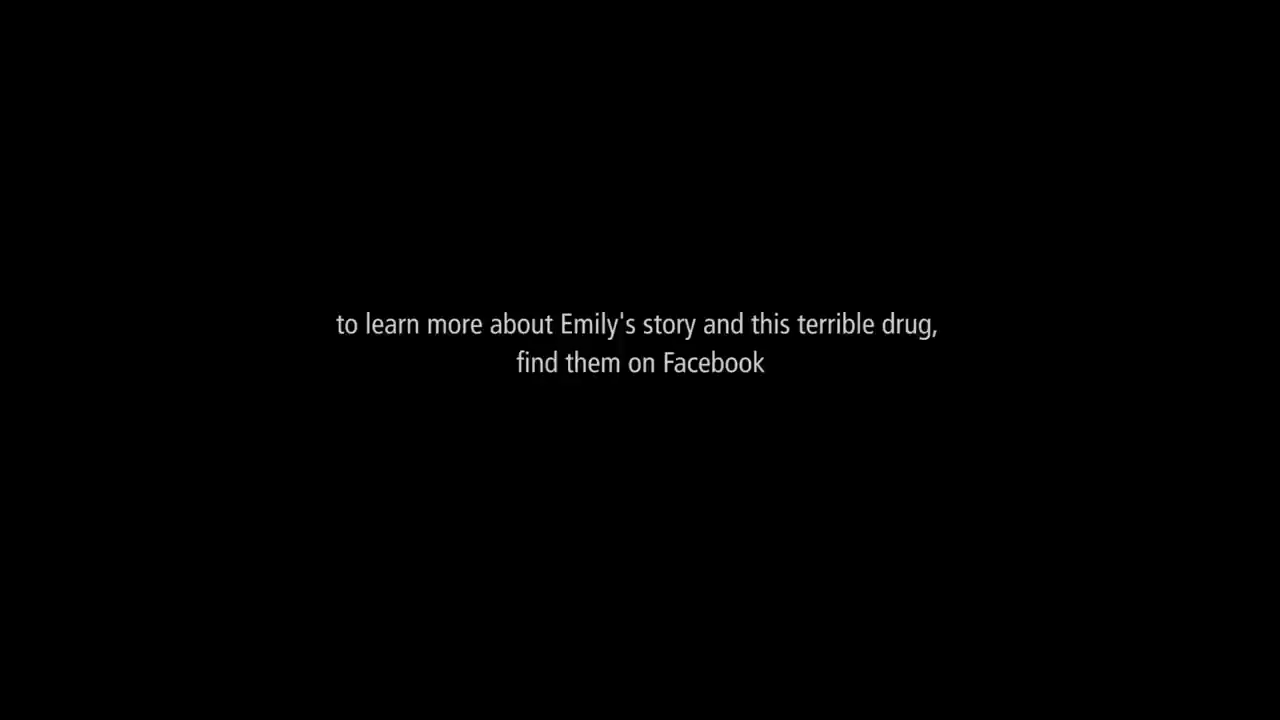 to learn more about Emily's story and this terrible drug,
find them on Facebook